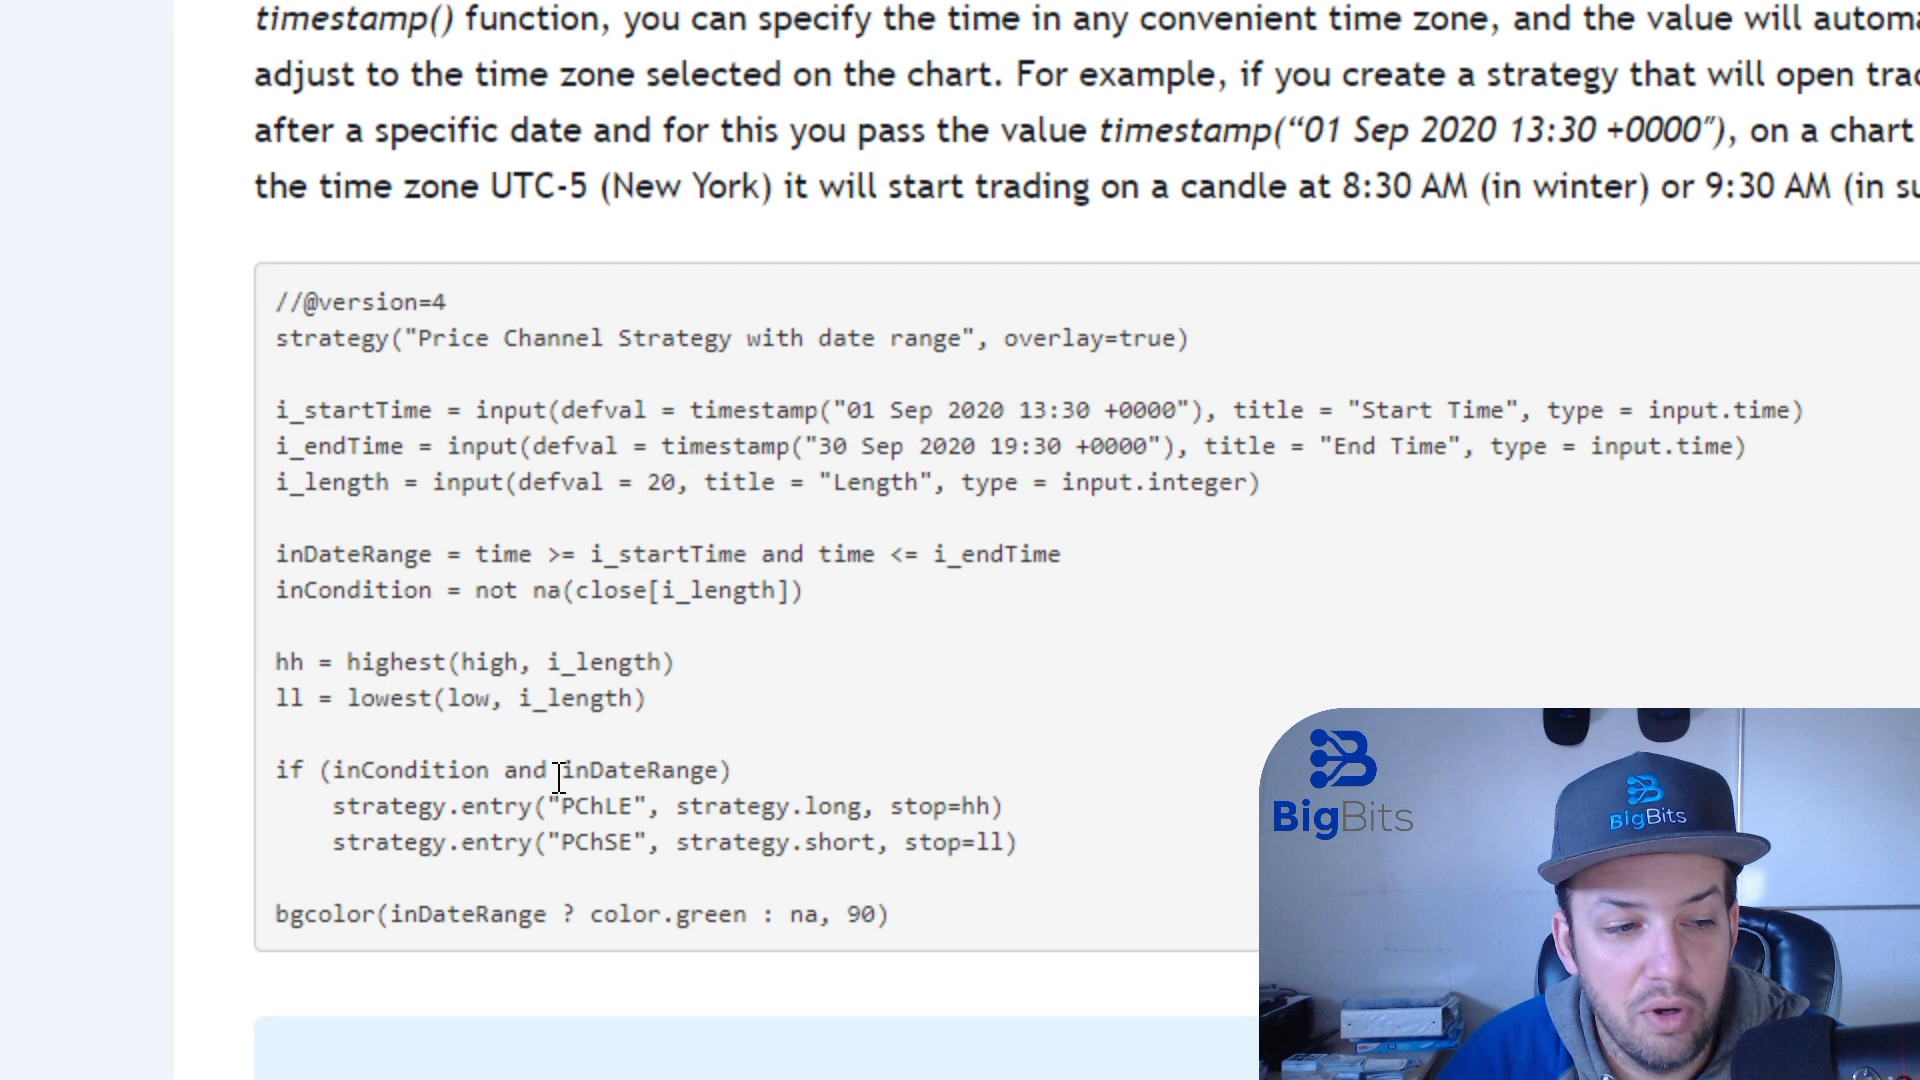 timestamp() function, you can specify the time in any convenient time zone, and the value will
adjust to the time zone selected on the chart. For example, if you create a strategy that will open
after a specific date and for this you pass the value timestamp(“01 Sep 2020 13:30 +0000″), on a chart
the time zone UTC-5 (New York) it will start trading on a candle at 8:30 AM (in winter) or 9:30 AM (in
//@version=4
strategy("Price Channel Strategy with date range", overlay=true)
i_startTime = input(defval = timestamp("01 Sep 2020 13:30 +0000"), title = "Start Time", type = input.time)
i_endTime = input(defval = timestamp("30 Sep 2020 19:30 +0000"), title = "End Time", type = input.time)
i_length = input(defval = 20, title = "Length", type = input.integer)
inDateRange = time >= i_startTime and time <= i_endTime
inCondition = not na(close[i_length])
hh = highest(high, i_length)
ll = lowest(low, i_length)
if (inCondition and inDateRange)
    strategy.entry("PChLE", strategy.long, stop=hh)
    strategy.entry("PChSE", strategy.short, stop=ll)
bgcolor(inDateRange ? color.green : na, 90)
BigBits
BigBits